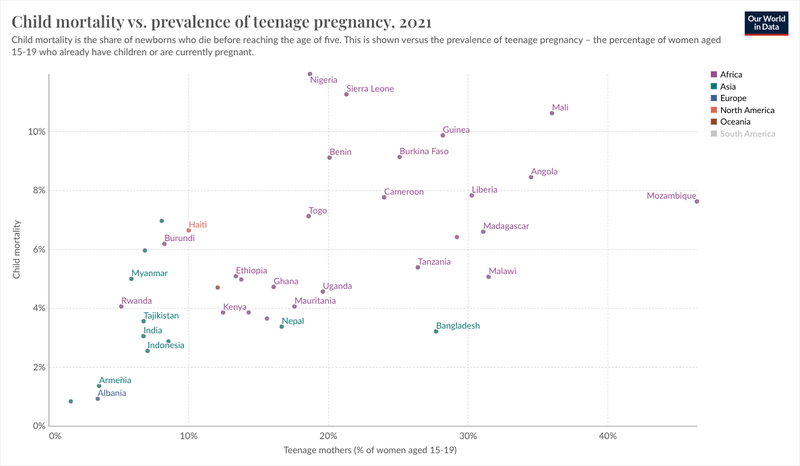 Child mortality vs. prevalence of teenage pregnancy, 2021
Our World
in Data
Child mortality is the share of newborns who die before reaching the age of five. This is shown versus the prevalence of teenage pregnancy – the percentage of women aged
15-19 who already have children or are currently pregnant.
Africa
Asia
Europe
North America
Oceania
South America
Nigeria
Sierra Leone
Mali
10%
Guinea
Benin
Burkina Faso
Angola
8%
Cameroon
Liberia
Mozambique
Togo
Haiti
Madagascar
Burundi
6%
Tanzania
Myanmar
Ethiopia
Malawi
Ghana
Uganda
Rwanda
Mauritania
4%
Kenya
Tajikistan
Nepal
Bangladesh
India
Indonesia
2%
Armenia
Albania
0%
Child mortality
0%
10%
20%
30%
40%
Teenage mothers (% of women aged 15-19)